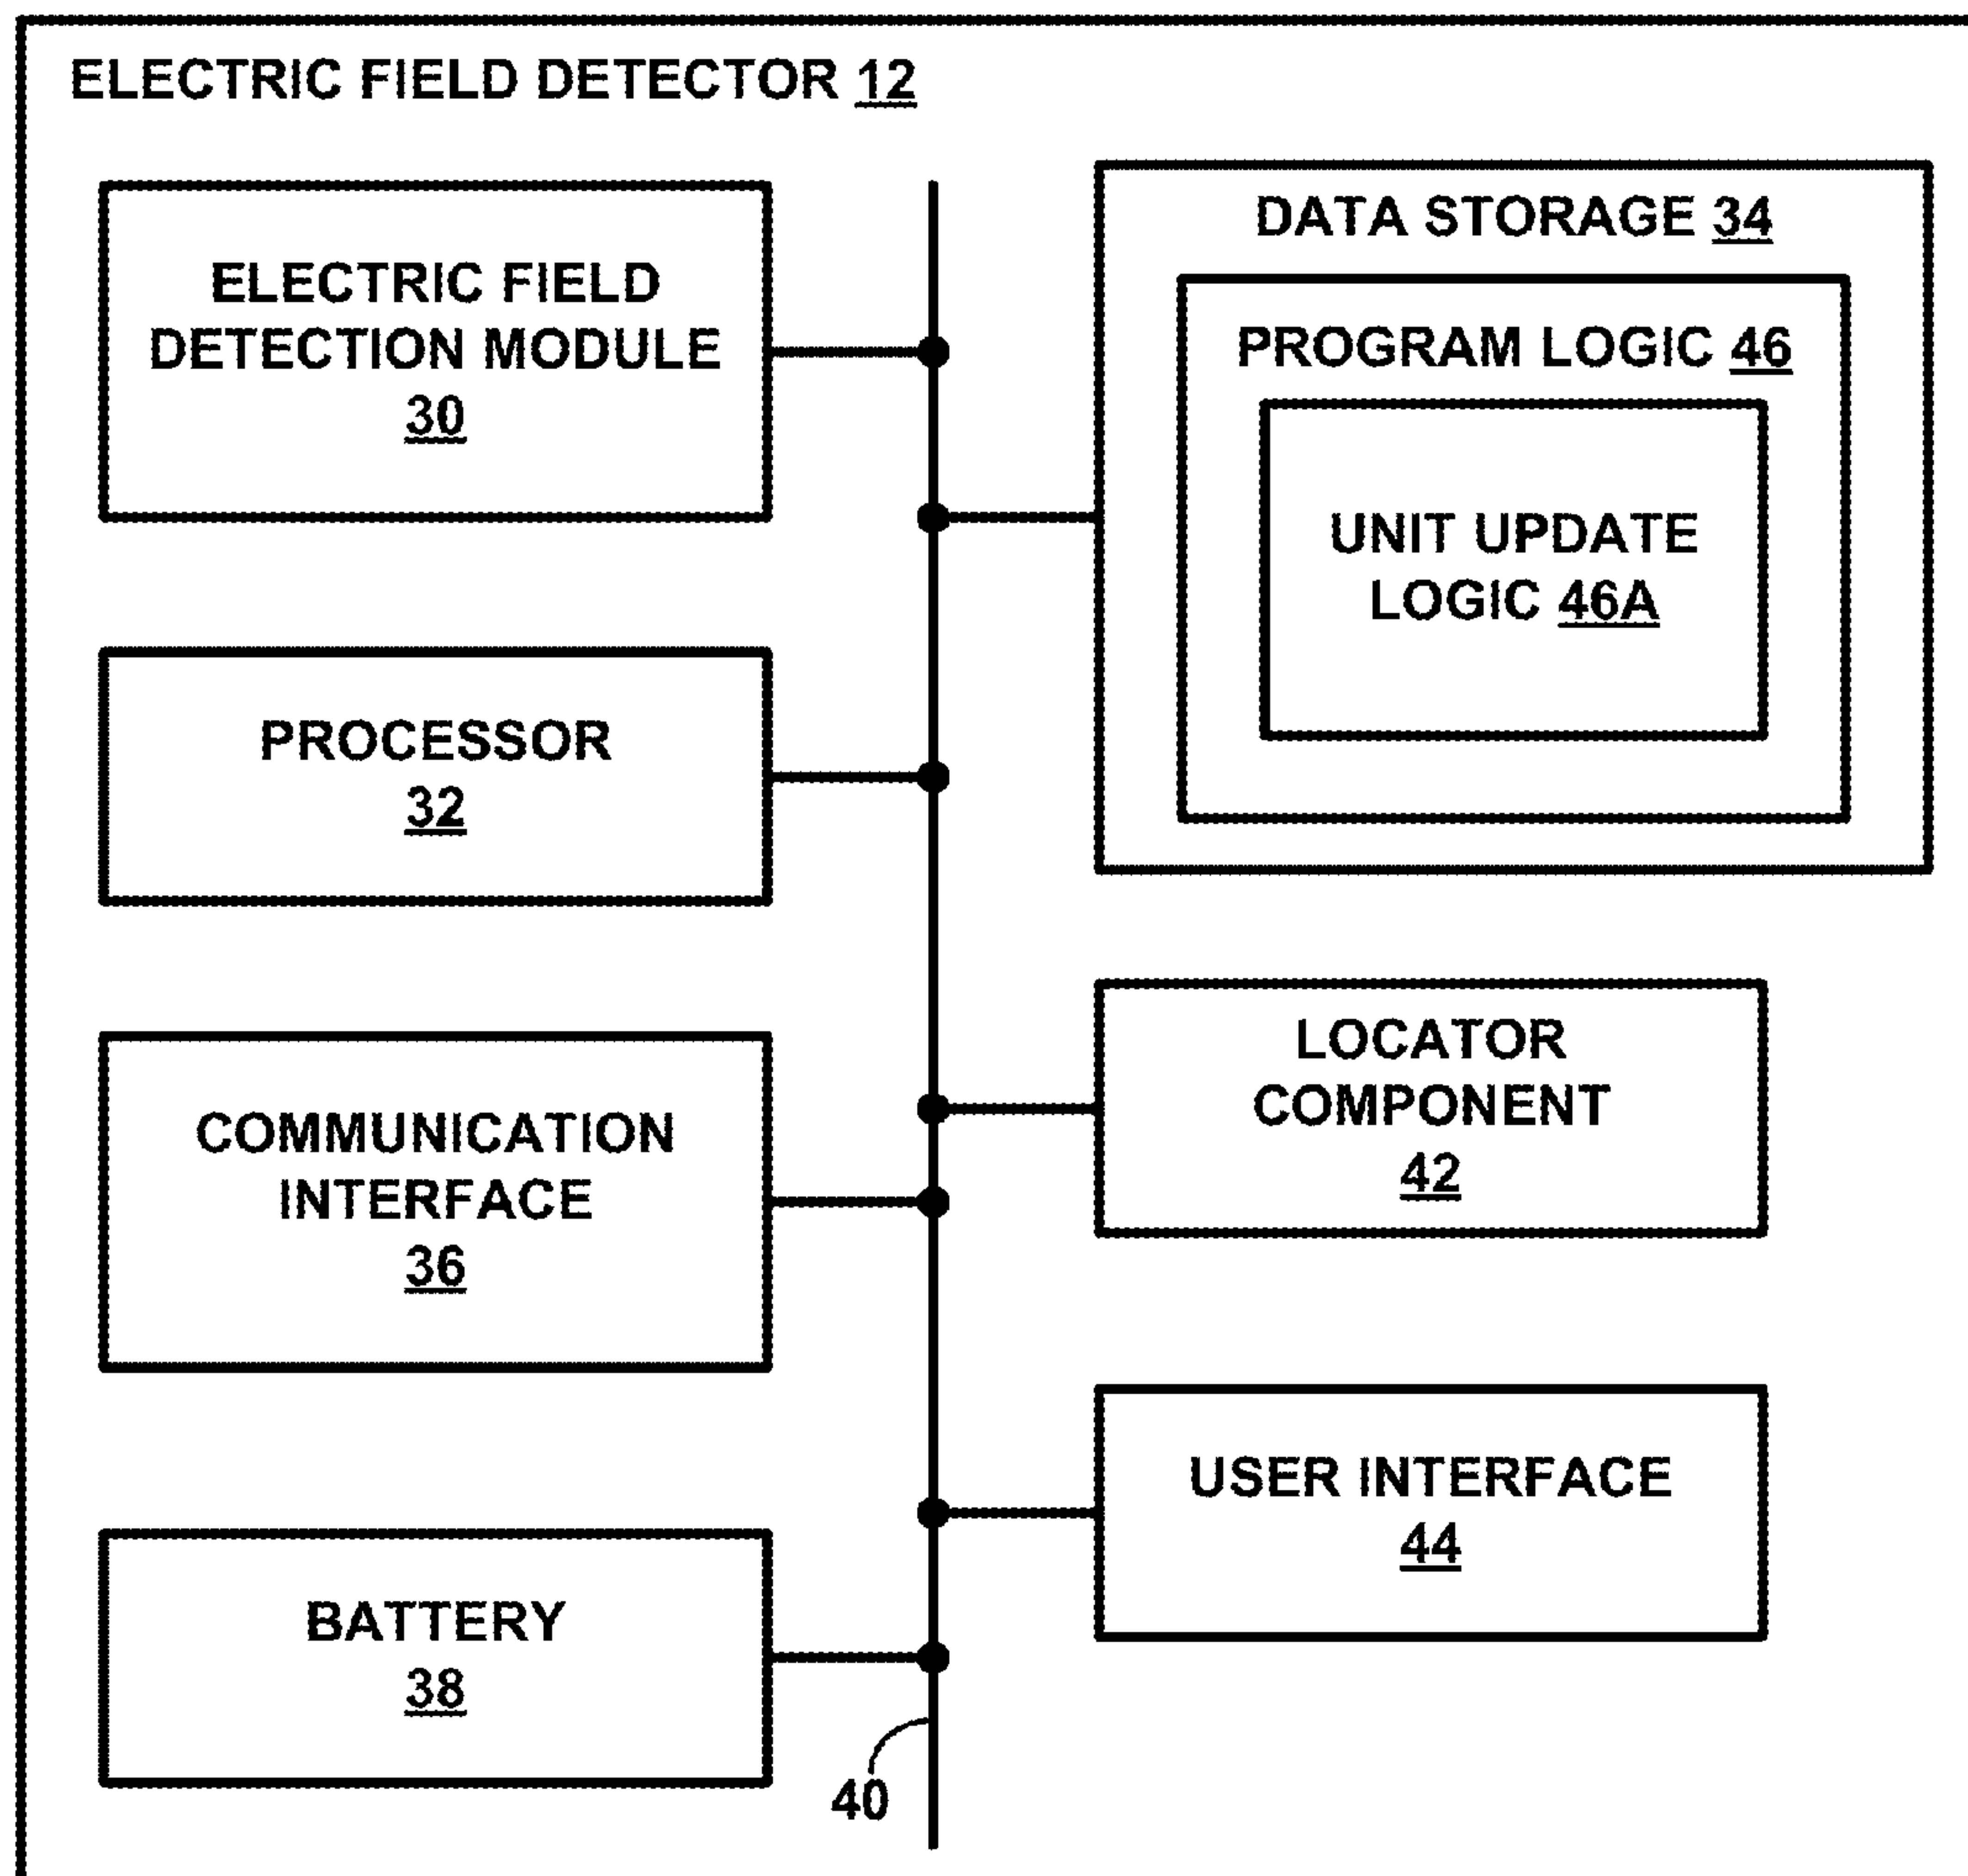 ELECTRIC FIELD DETECTOR 12
ELECTRIC FIELD
DETECTION MODULE
30
DATA STORAGE 34
PROGRAM LOGIC 46
UNIT UPDATE
LOGIC 46A
PROCESSOR
32
LOCATOR
COMPONENT
42
COMMUNICATION
INTERFACE
36
USER INTERFACE
44
BATTERY
38
40